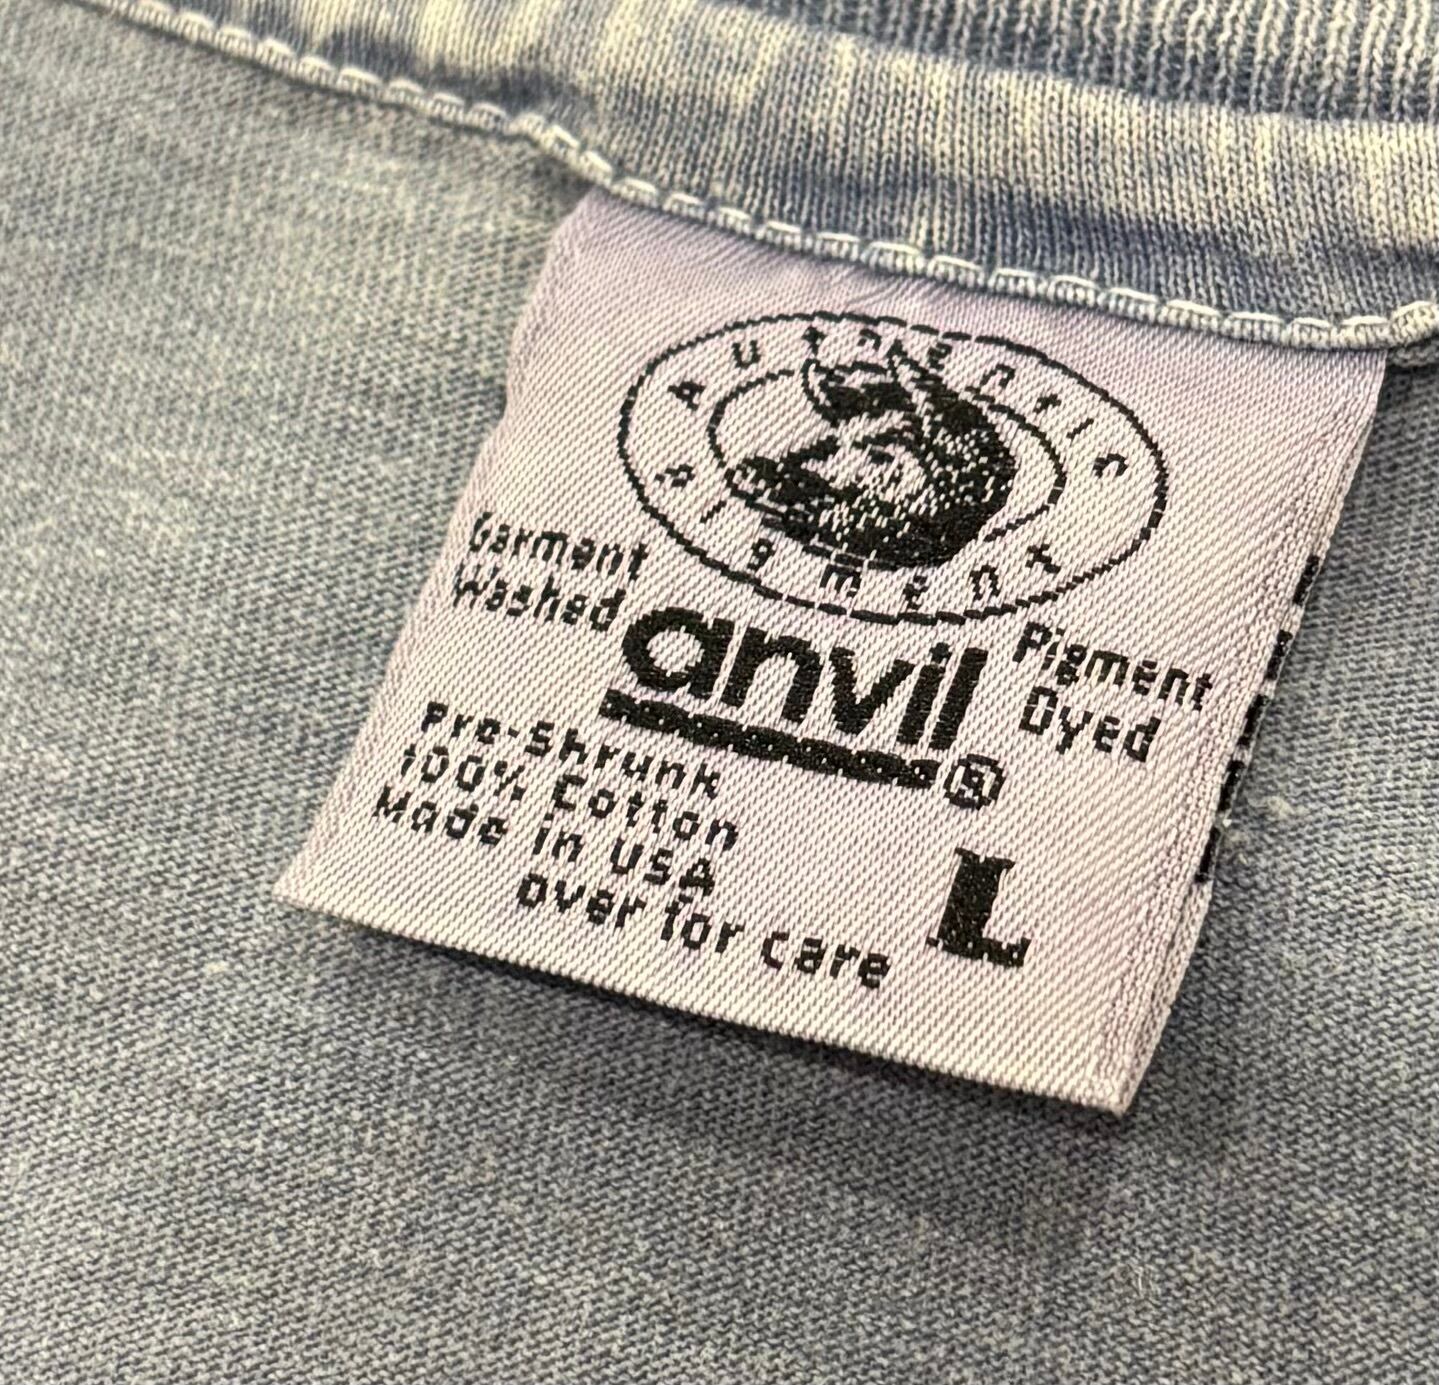 Authentic
Pigment
Garment
Washed
anvil®
Pigment
Dyed
Pre-Shrunk
100% Cotton
Made in USA
over for care
L